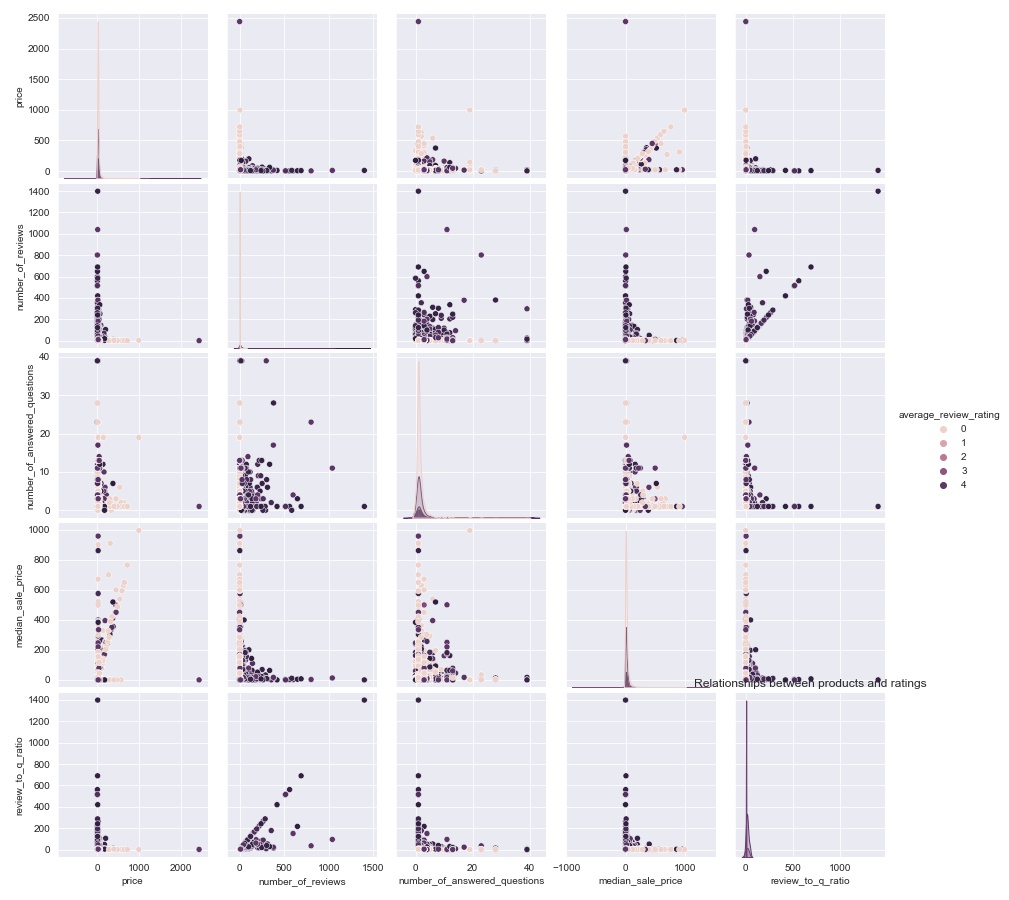 2500
2000
1500
1000
500
0
price
1400
1200
1000
800
600
400
200
0
number_of_reviews
40
30
20
10
0
number_of_answered_questions
average_review_rating
0
1
2
3
4
1000
800
600
400
200
0
median_sale_price
Relationships between products and ratings
1400
1200
1000
800
600
400
200
0
review_to_q_ratio
0 1000 2000
price
0 500 1000 1500
number_of_reviews
0 20 40
number_of_answered_questions
−1000 0 1000
median_sale_price
0 500 1000
review_to_q_ratio